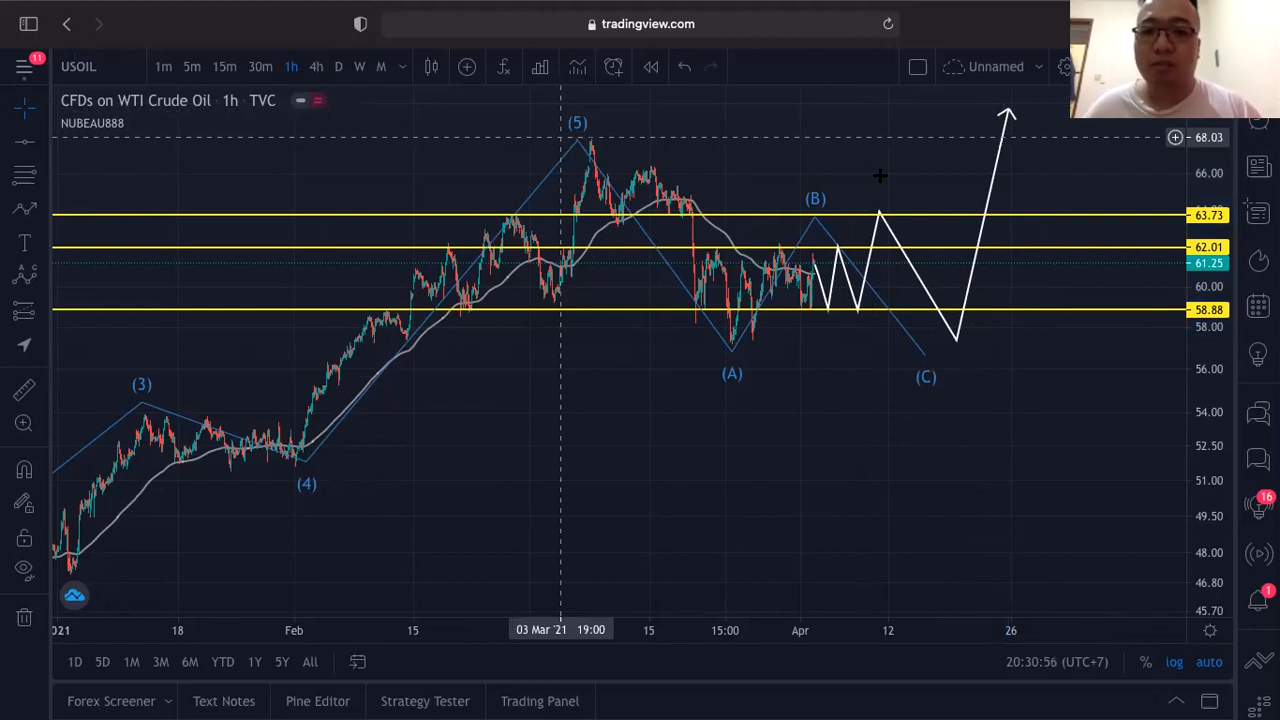 tradingview.com
11
USOIL
1m 5m 15m 30m 1h 4h D W M
Unnamed
CFDs on WTI Crude Oil · 1h · TVC
NUBEAU888
(5)
68.03
66.00
(B)
63.73
62.01
61.25
60.00
58.88
58.00
(A)
(C)
56.00
(3)
54.00
52.50
(4)
51.00
49.50
16
48.00
46.80
1
45.70
021 18 Feb 15 03 Mar '21 19:00 15 15:00 Apr 12 26
1D 5D 1M 3M 6M YTD 1Y 5Y All
20:30:56 (UTC+7) % log auto
Forex Screener Text Notes Pine Editor Strategy Tester Trading Panel